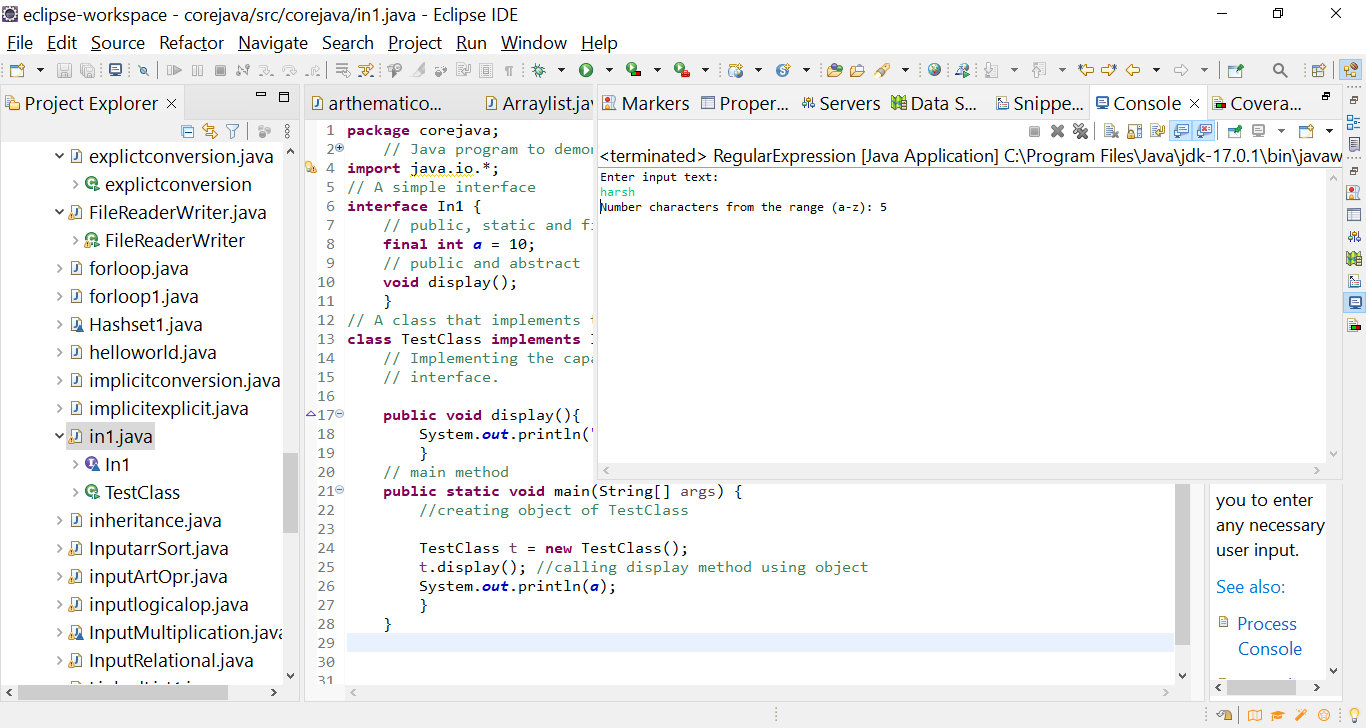 eclipse-workspace - corejava/src/corejava/in1.java - Eclipse IDE
File Edit Source Refactor Navigate Search Project Run Window Help
Project Explorer
explictconversion.java
explictconversion
FileReaderWriter.java
FileReaderWriter
forloop.java
forloop1.java
Hashset1.java
helloworld.java
implicitconversion.java
implicitexplicit.java
in1.java
In1
TestClass
inheritance.java
InputarrSort.java
inputArtOpr.java
inputlogicalop.java
InputMultiplication.java
InputRelational.java
arthematico... Arraylist.jav
1 package corejava;
2 // Java program to demon
4 import java.io.*;
5 // A simple interface
6 interface In1 {
7 // public, static and fi
8 final int a = 10;
9 // public and abstract
10 void display();
11 }
12 // A class that implements t
13 class TestClass implements I
14 // Implementing the capa
15 // interface.
16
17 public void display(){
18 System.out.println("
19 }
20 // main method
21 public static void main(String[] args) {
22 //creating object of TestClass
23
24 TestClass t = new TestClass();
25 t.display(); //calling display method using object
26 System.out.println(a);
27 }
28 }
29
30
31
Markers Proper... Servers Data S... Snippe... Console Covera...
<terminated> RegularExpression [Java Application] C:\Program Files\Java\jdk-17.0.1\bin\javaw
Enter input text:
harsh
Number characters from the range (a-z): 5
you to enter
any necessary
user input.
See also:
Process
Console